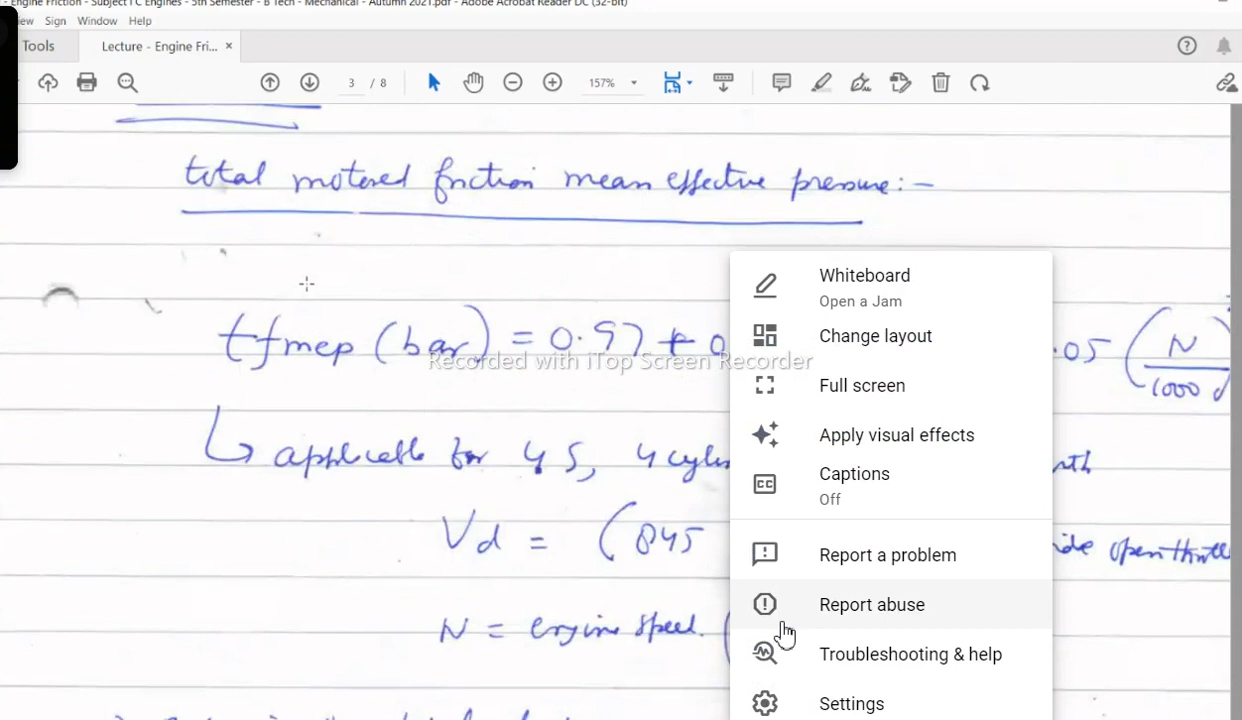 - Engine Friction - Subject I C Engines - 5th Semester - B Tech - Mechanical - Autumn 2021.pdf - Adobe Acrobat Reader DC (32-bit)
Sign Window Help
Tools
Lecture - Engine Fri... ×
3 / 8
157%
total motored friction mean effective pressure:-
tfmep (bar) = 0.97 + 0
.05 (N
1000
Recorded with iTop Screen Recorder
applicable for 4S, 4
Vd = (845
open
N = engine speed.
Whiteboard
Open a Jam
Change layout
Full screen
Apply visual effects
Captions
Off
Report a problem
Report abuse
Troubleshooting & help
Settings